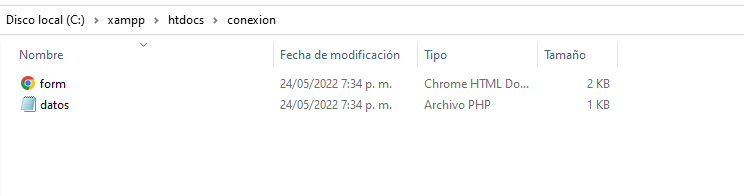 Disco local (C:) > xampp > htdocs > conexion
Nombre Fecha de modificación Tipo Tamaño
form 24/05/2022 7:34 p. m. Chrome HTML Do... 2 KB
datos 24/05/2022 7:34 p. m. Archivo PHP 1 KB